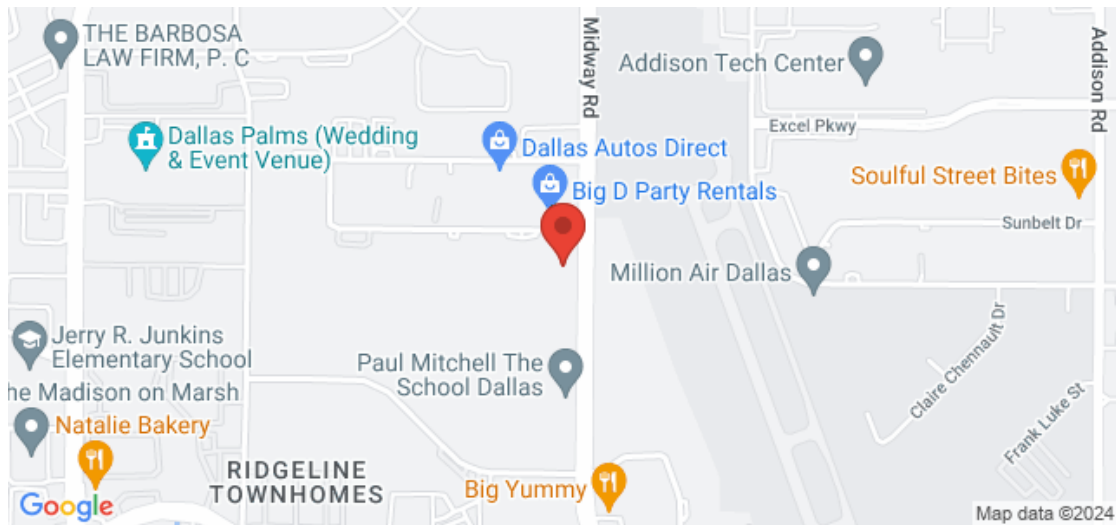 THE BARBOSA
LAW FIRM, P. C
Midway Rd
Addison Tech Center
Addison Rd
Excel Pkwy
Dallas Palms (Wedding
& Event Venue)
Dallas Autos Direct
Big D Party Rentals
Soulful Street Bites
Sunbelt Dr
Million Air Dallas
Jerry R. Junkins
Elementary School
Paul Mitchell The
School Dallas
Claire Chennault Dr
he Madison on Marsh
Frank Luke St
Natalie Bakery
RIDGELINE
TOWNHOMES
Big Yummy
Google
Map data ©2024